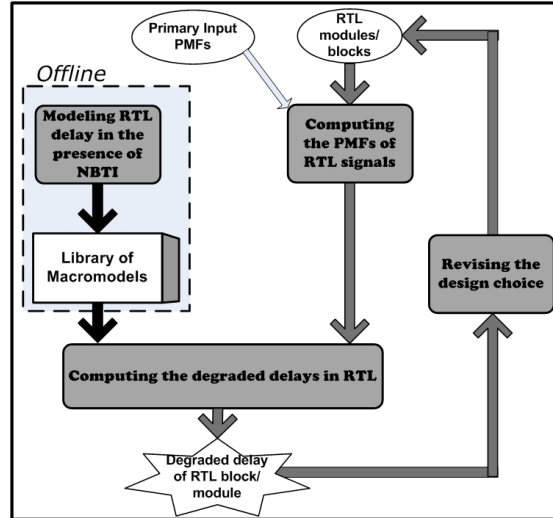 Primary Input
PMFs
RTL
modules/
blocks
Offline
Modeling RTL
delay in the
presence of
NBTI
Computing
the PMFs of
RTL signals
Library of
Macromodels
Revising the
design choice
Computing the degraded delays in RTL
Degraded delay
of RTL block/
module